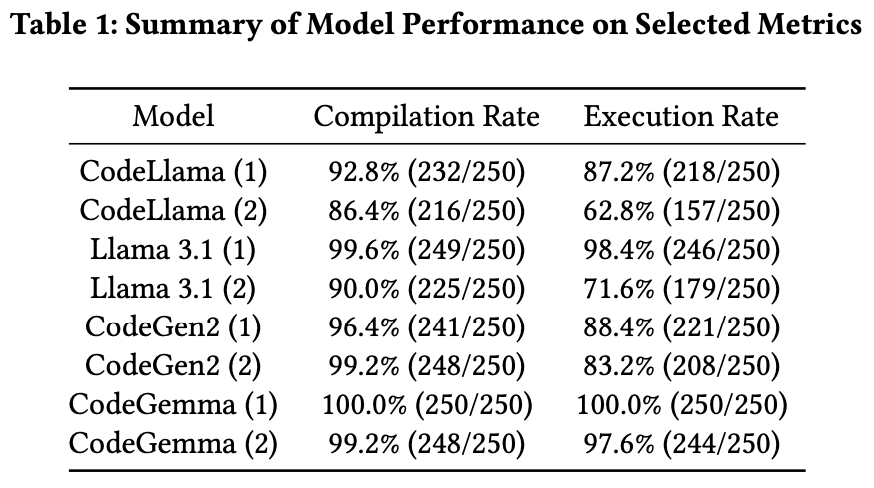 Table 1: Summary of Model Performance on Selected Metrics
Model Compilation Rate Execution Rate
CodeLlama (1) 92.8% (232/250) 87.2% (218/250)
CodeLlama (2) 86.4% (216/250) 62.8% (157/250)
Llama 3.1 (1) 99.6% (249/250) 98.4% (246/250)
Llama 3.1 (2) 90.0% (225/250) 71.6% (179/250)
CodeGen2 (1) 96.4% (241/250) 88.4% (221/250)
CodeGen2 (2) 99.2% (248/250) 83.2% (208/250)
CodeGemma (1) 100.0% (250/250) 100.0% (250/250)
CodeGemma (2) 99.2% (248/250) 97.6% (244/250)